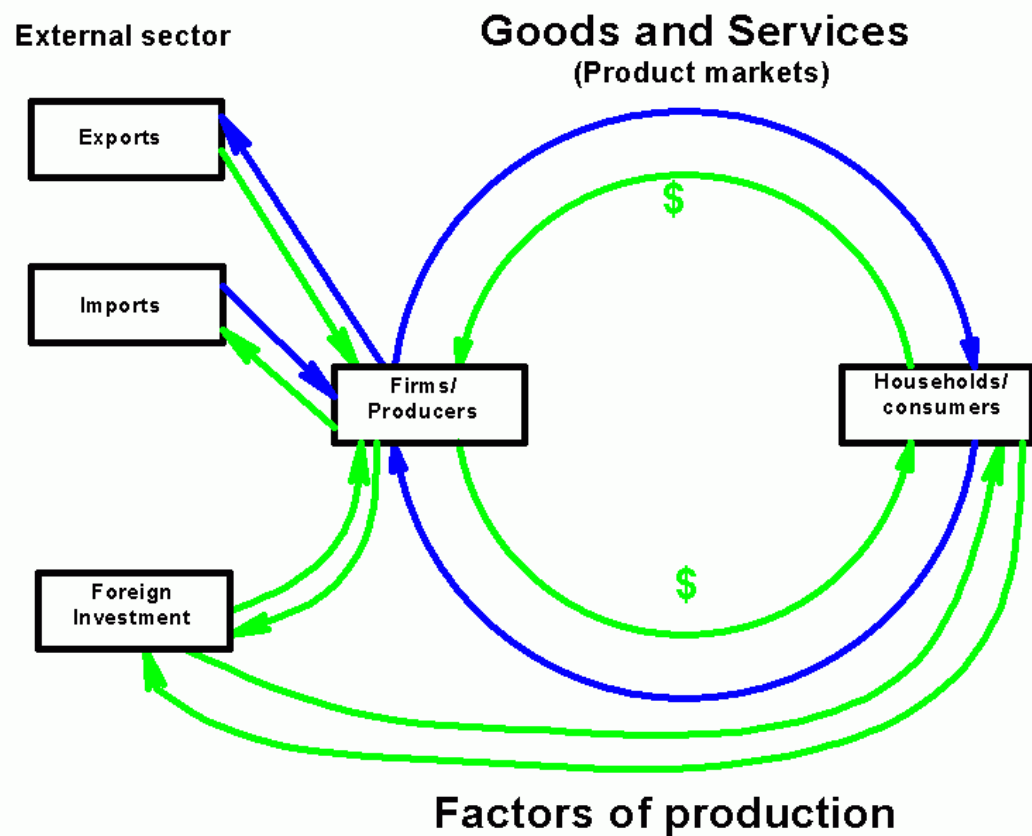 External sector
Goods and Services
(Product markets)
Exports
$
Imports
Firms/
Producers
Households/
consumers
$
Foreign
Investment
Factors of production